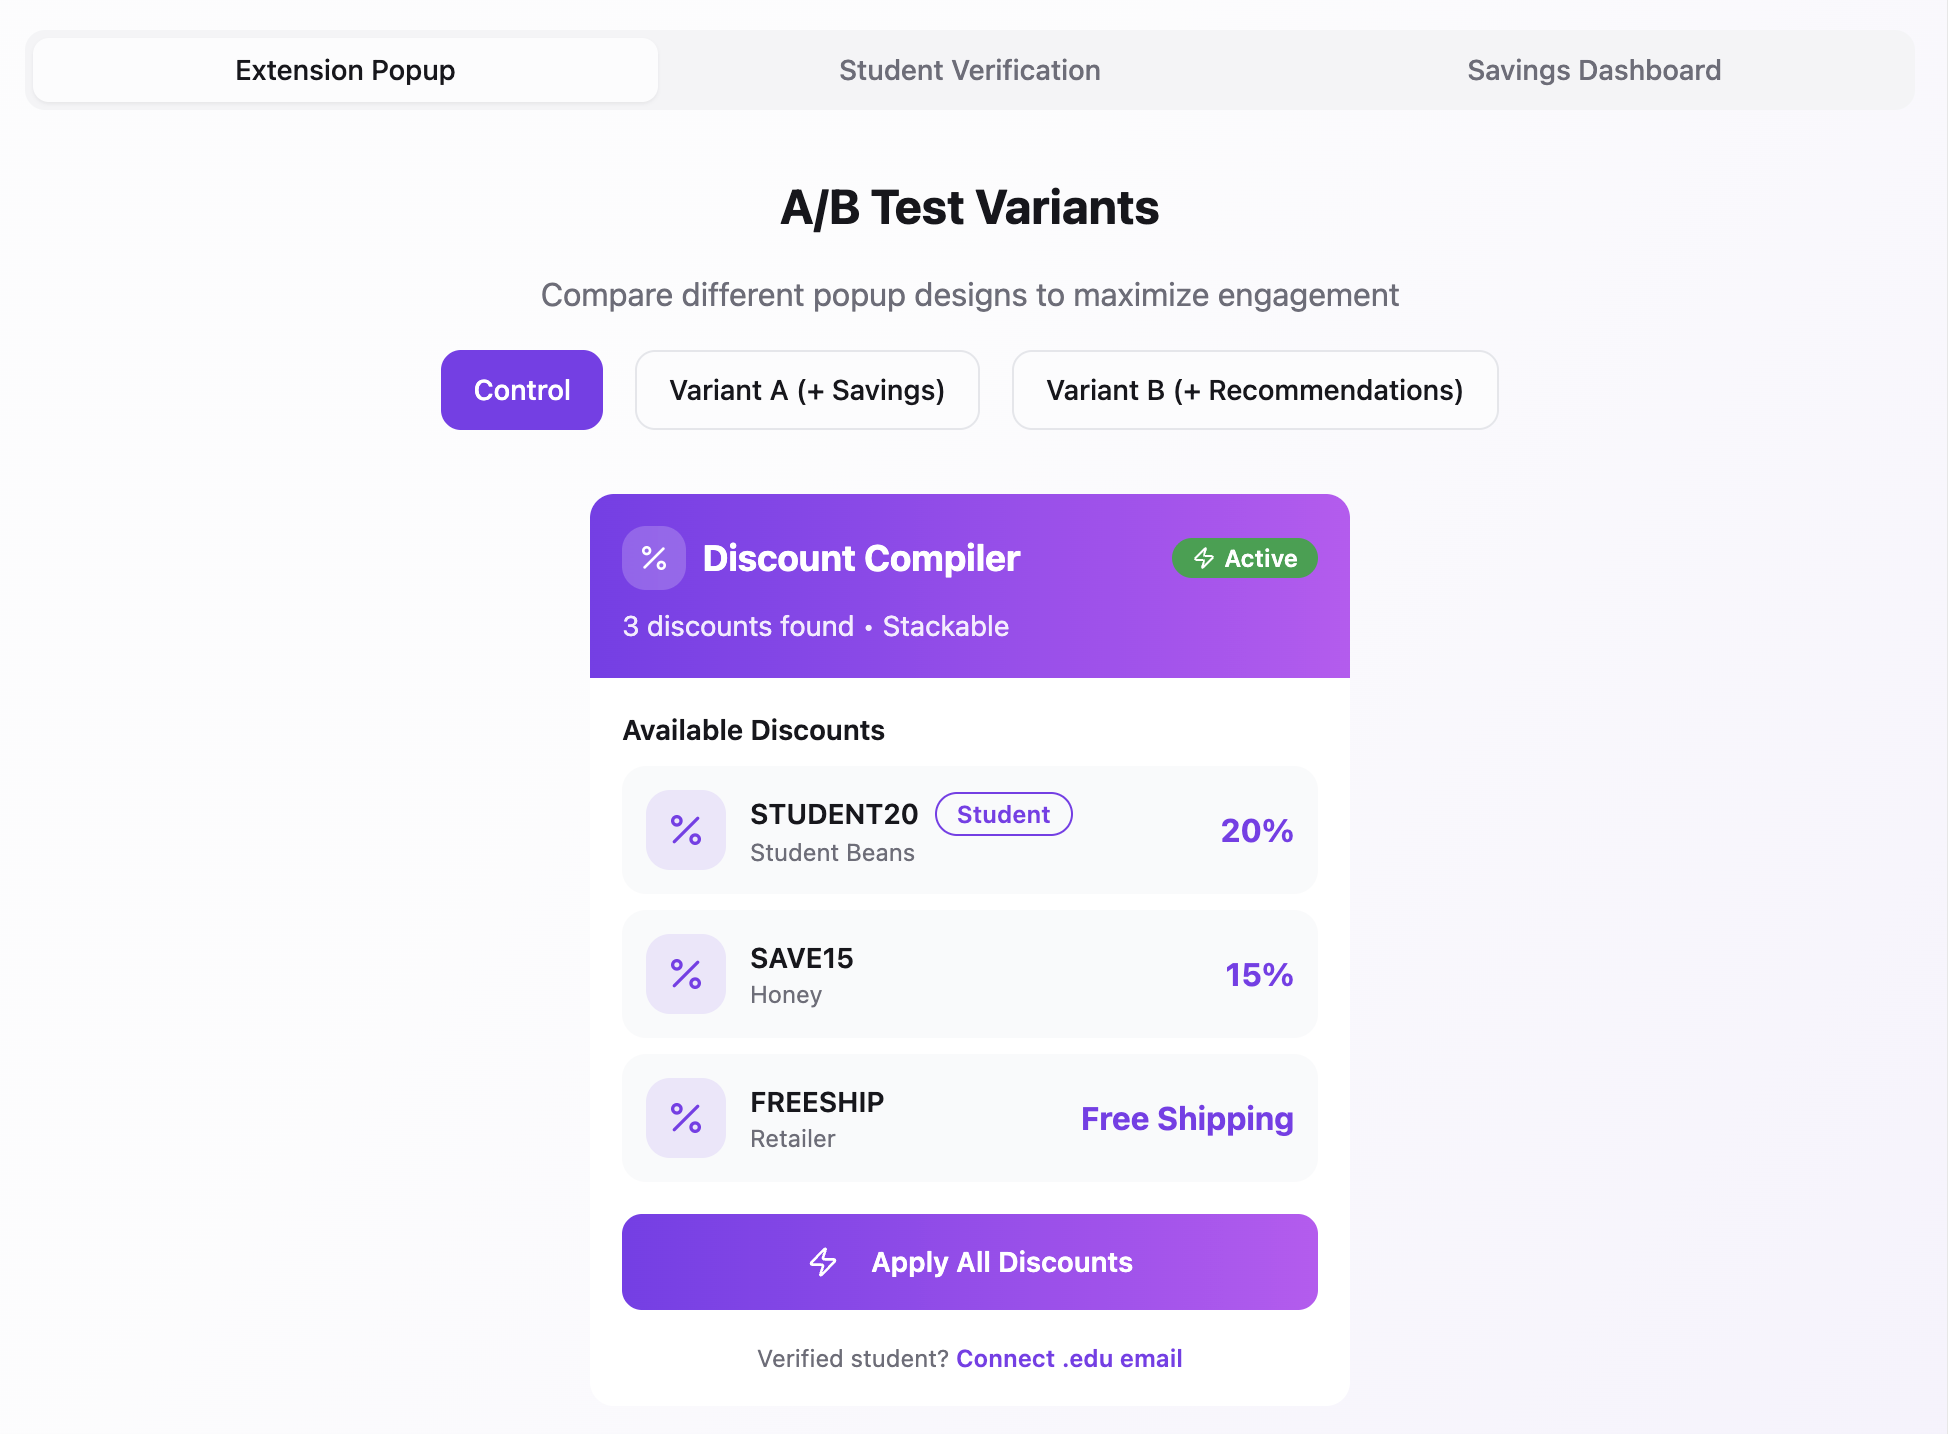 Extension Popup
Student Verification
Savings Dashboard
A/B Test Variants
Compare different popup designs to maximize engagement
Control
Variant A (+ Savings)
Variant B (+ Recommendations)
Discount Compiler
Active
3 discounts found • Stackable
Available Discounts
STUDENT20 Student
Student Beans
20%
SAVE15
Honey
15%
FREESHIP
Retailer
Free Shipping
Apply All Discounts
Verified student? Connect .edu email